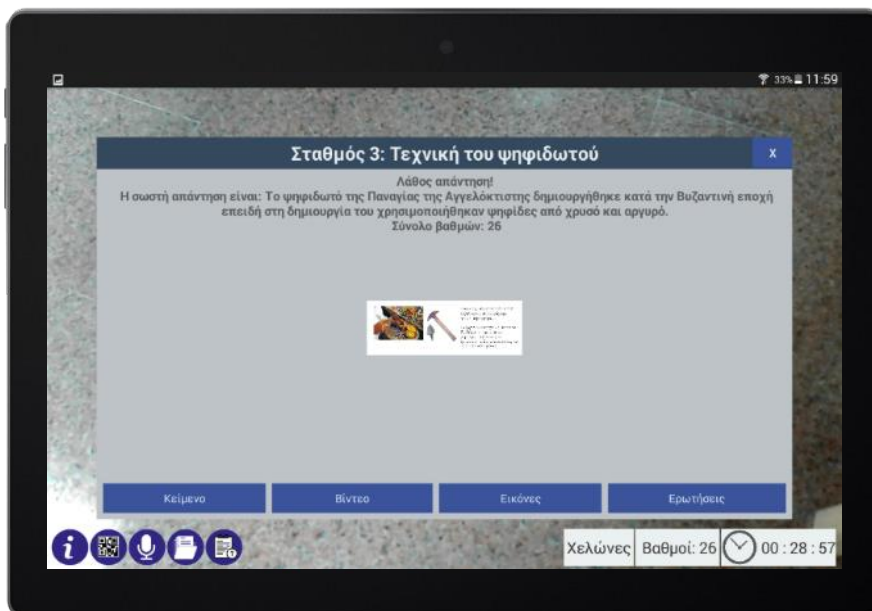 33% 11:59
Σταθμός 3: Τεχνική του ψηφιδωτού
X
Λάθος απάντηση!
Η σωστή απάντηση είναι: Το ψηφιδωτό της Παναγίας της Αγγελόκτιστης δημιουργήθηκε κατά την Βυζαντινή εποχή
επειδή στη δημιουργία του χρησιμοποιήθηκαν ψηφίδες από χρυσό και αργυρό.
Σύνολο βαθμών: 26
Κείμενο
Βίντεο
Εικόνες
Ερωτήσεις
Χελώνες
Βαθμοί: 26
00 : 28 : 57